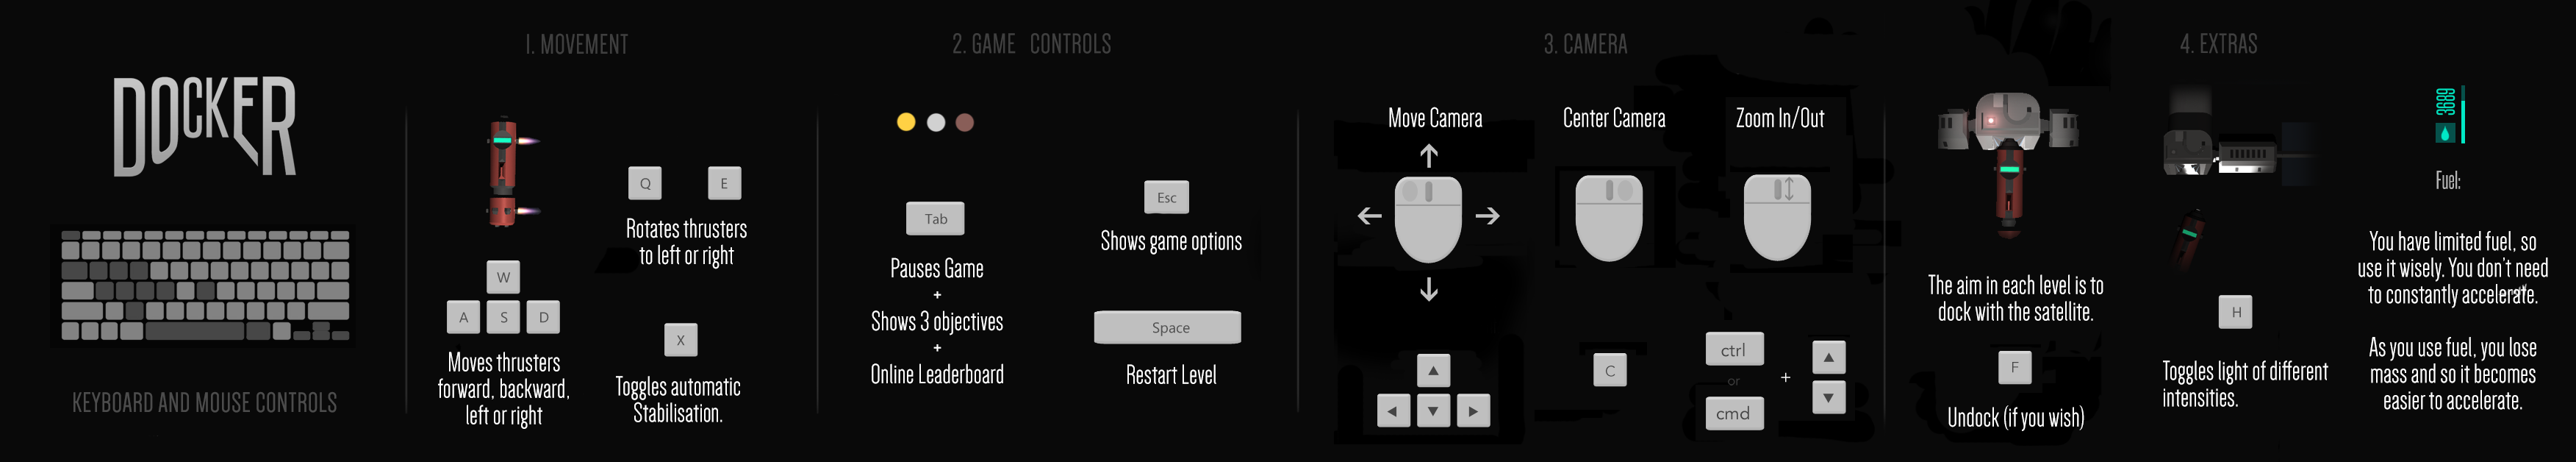 DOCKER
KEYBOARD AND MOUSE CONTROLS
1. MOVEMENT
W
A S D
Moves thrusters
forward, backward,
left or right
Q E
Rotates thrusters
to left or right
X
Toggles automatic
Stabilisation.
2. GAME CONTROLS
Tab
Pauses Game
+
Shows 3 objectives
+
Online Leaderboard
Esc
Shows game options
Space
Restart Level
3. CAMERA
Move Camera
Center Camera
C
Zoom In/Out
ctrl
or
cmd
+
4. EXTRAS
The aim in each level is to
dock with the satellite.
F
Undock (if you wish)
H
Toggles light of different
intensities.
3689
Fuel:
You have limited fuel, so
use it wisely. You don't need
to constantly accelerate.
As you use fuel, you lose
mass and so it becomes
easier to accelerate.